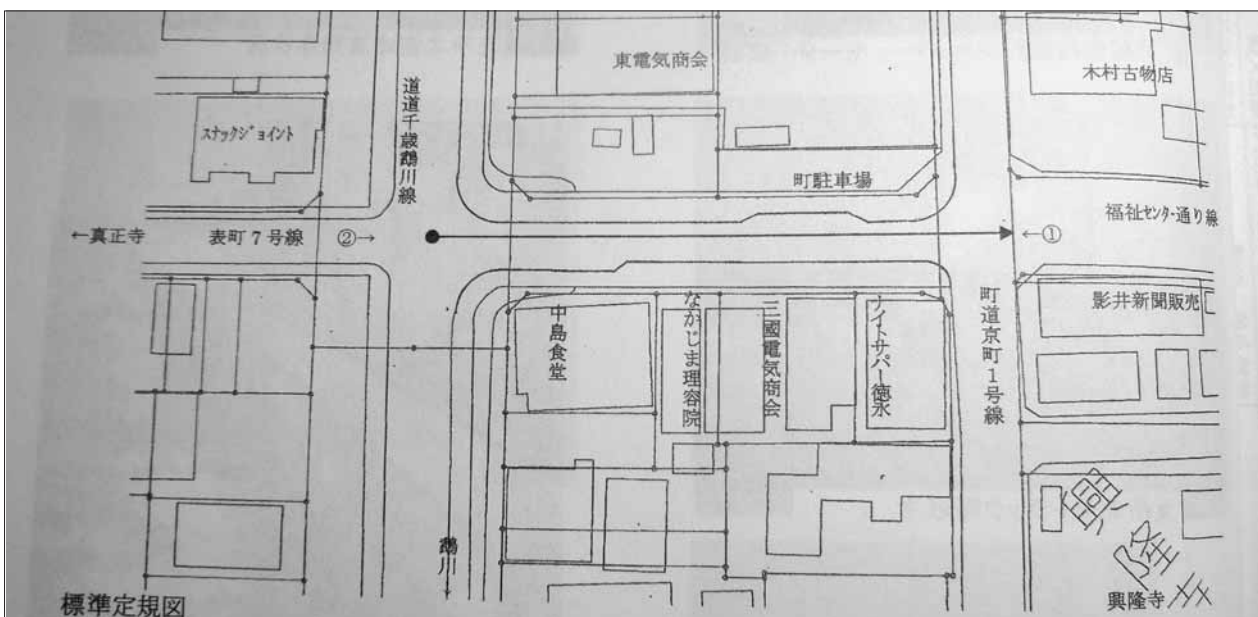 東電気商会
木村古物店
道道千歳鵡川線
スナックジョイント
町駐車場
福祉センター通り線
←真正寺
表町7号線
②→
←①
中島食堂
ながじま理容院
三國電気商会
ナイトサパー徳永
町道京町1号線
影井新聞販売
鵡川
興隆寺
興隆寺
標準定規図